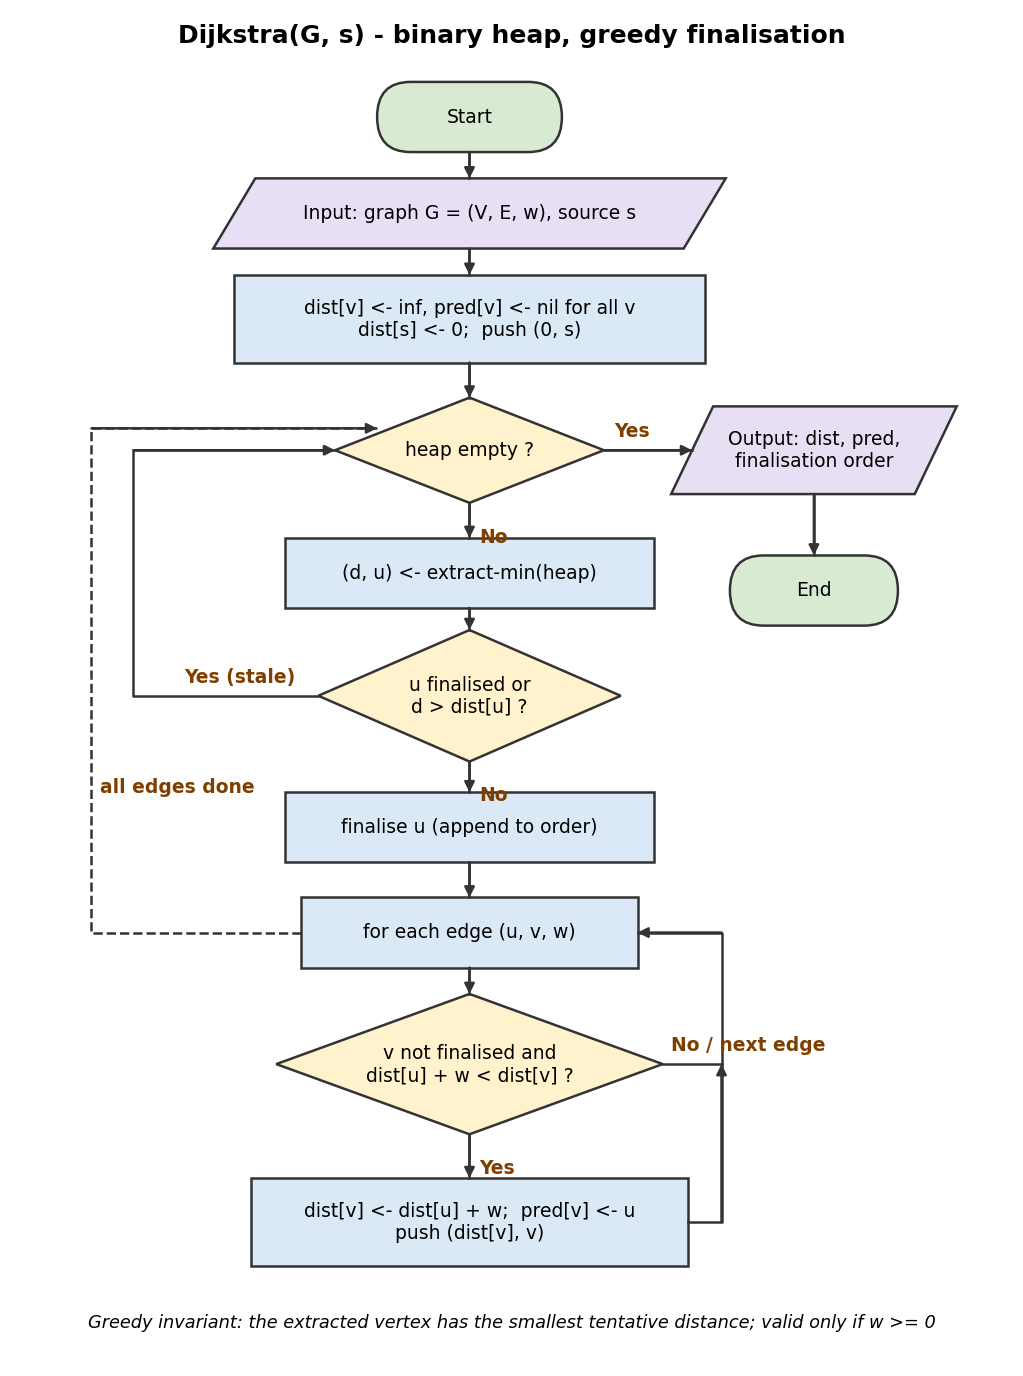 Dijkstra(G, s) - binary heap, greedy finalisation
Start
Input: graph G = (V, E, w), source s
dist[v] <- inf, pred[v] <- nil for all v
dist[s] <- 0;  push (0, s)
heap empty ?
Yes
Output: dist, pred,
finalisation order
No
End
(d, u) <- extract-min(heap)
Yes (stale)
u finalised or
d > dist[u] ?
all edges done
No
finalise u (append to order)
for each edge (u, v, w)
No / next edge
v not finalised and
dist[u] + w < dist[v] ?
Yes
dist[v] <- dist[u] + w;  pred[v] <- u
push (dist[v], v)
Greedy invariant: the extracted vertex has the smallest tentative distance; valid only if w >= 0